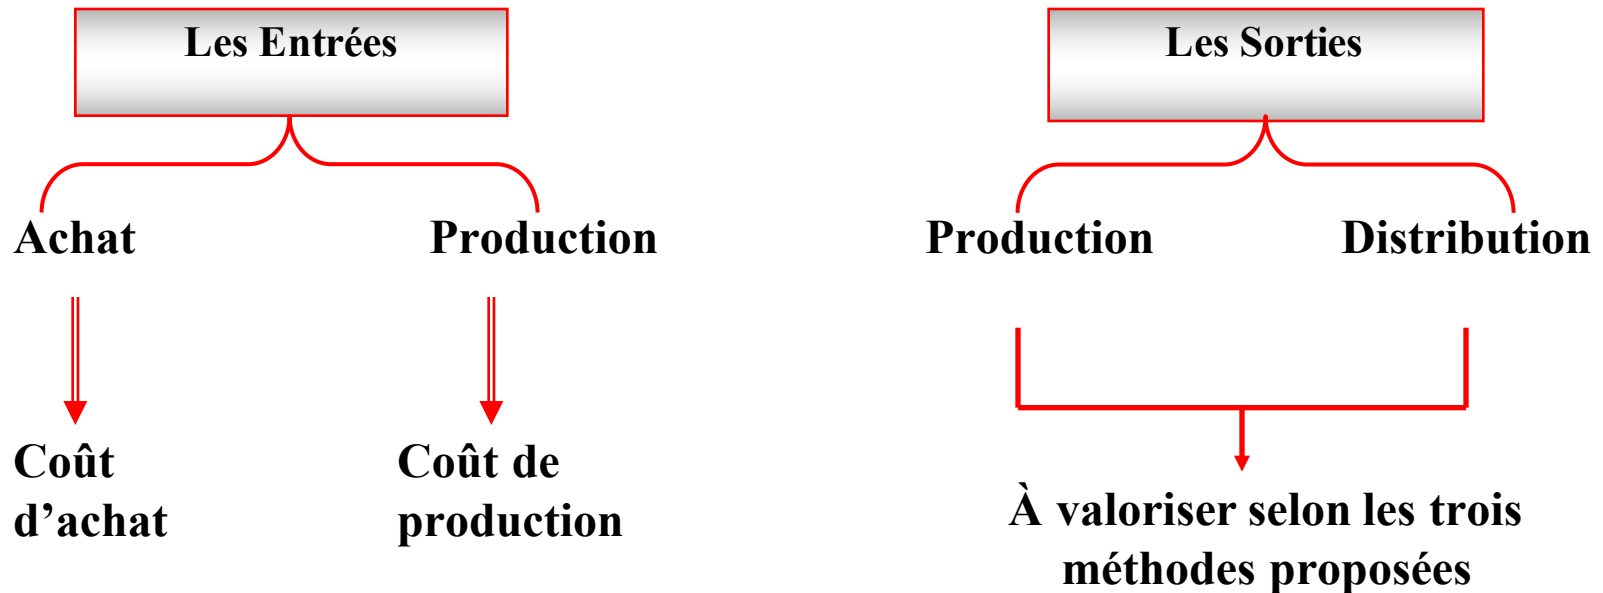 Les Entrées
Achat
Production
Coût
d’achat
Coût de
production
Les Sorties
Production
Distribution
À valoriser selon les trois
méthodes proposées